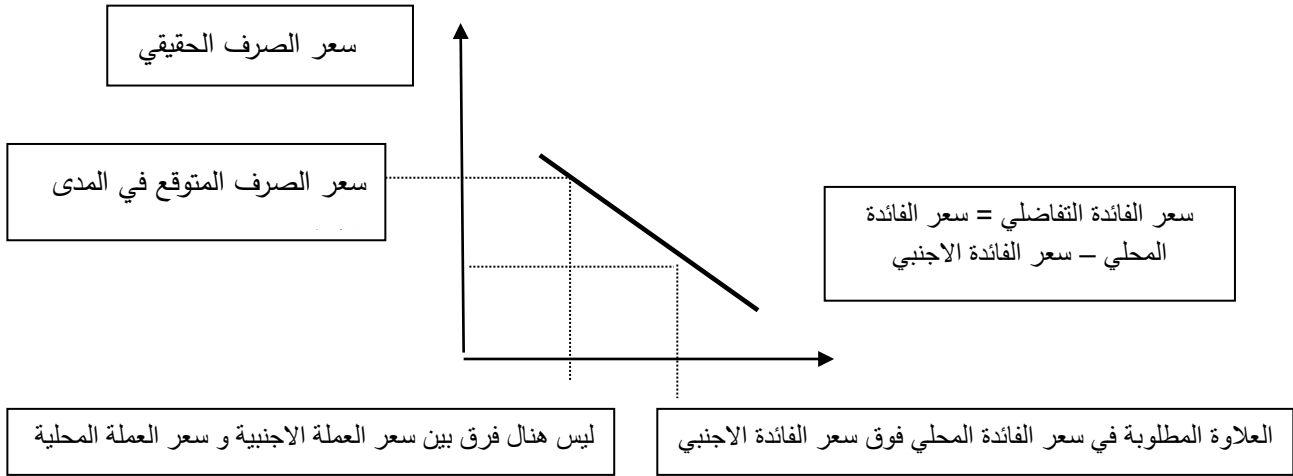 سعر الصرف الحقيقي
سعر الصرف المتوقع في المدى
سعر الفائدة التفاضلي = سعر الفائدة
المحلي – سعر الفائدة الاجنبي
ليس هنال فرق بين سعر العملة الاجنبية و سعر العملة المحلية
العلاوة المطلوبة في سعر الفائدة المحلي فوق سعر الفائدة الاجنبي